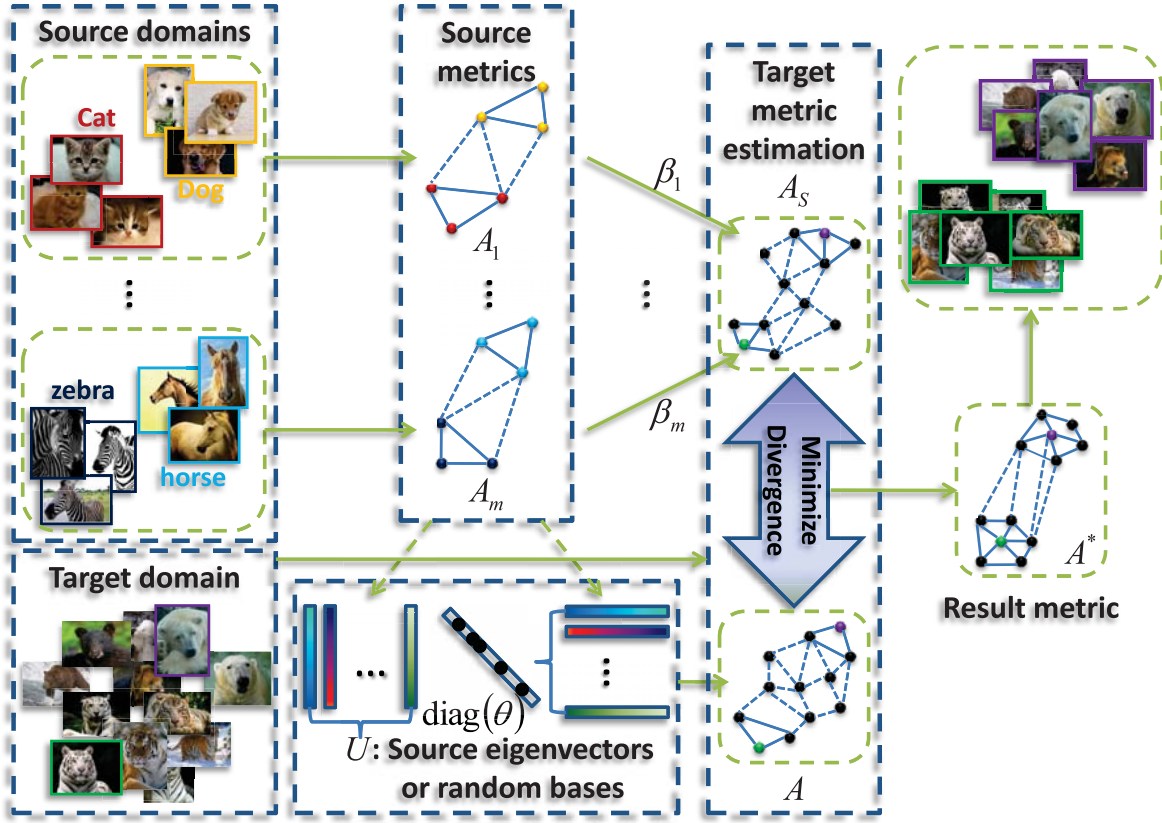 Source domains
Cat
Dog
⋮
zebra
horse
Target domain
Source
metrics
A₁
⋮
Aₘ
β₁
⋮
βₘ
Target
metric
estimation
A_S
Minimize
Divergence
A
...
diag(θ)
⋮
U: Source eigenvectors
or random bases
A*
Result metric